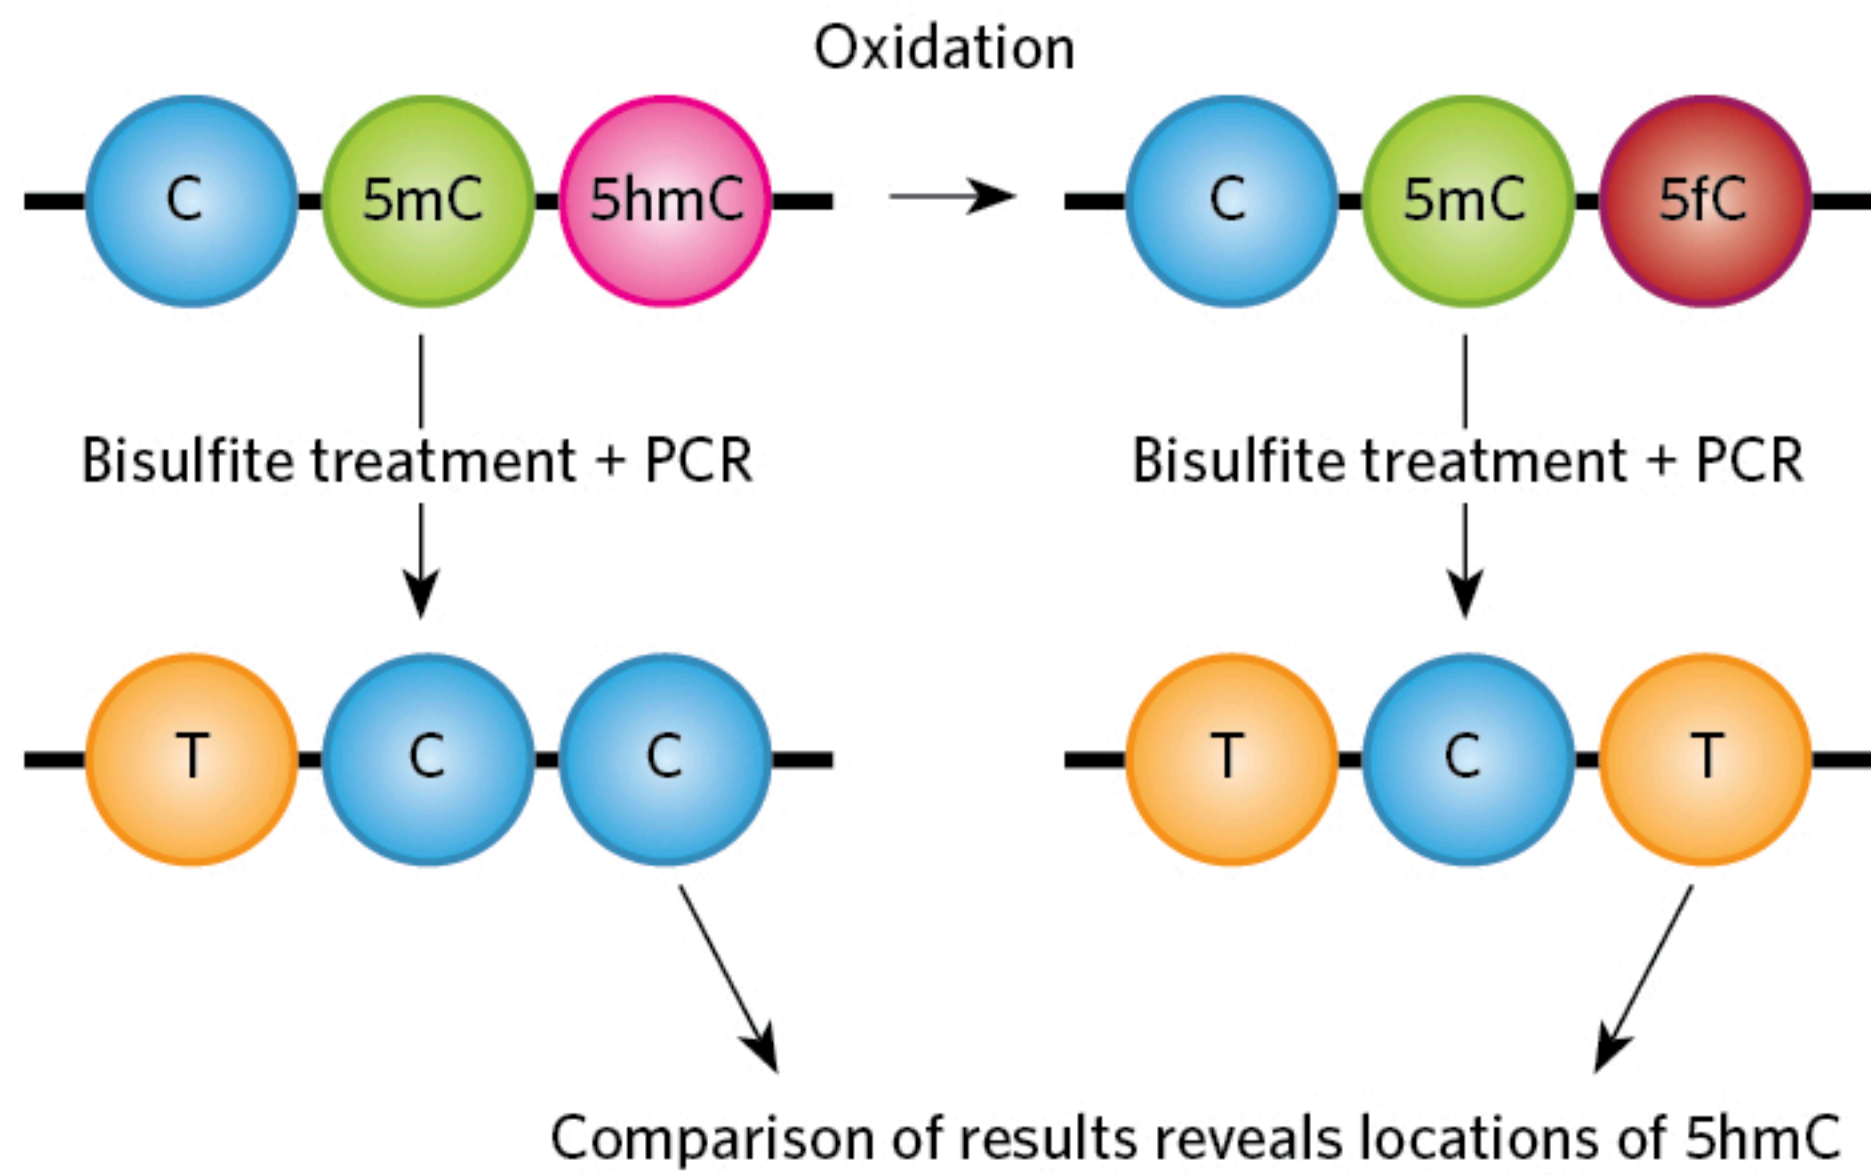 Oxidation
C 5mC 5hmC C 5mC 5fC
Bisulfite treatment + PCR Bisulfite treatment + PCR
T C C T C T
Comparison of results reveals locations of 5hmC